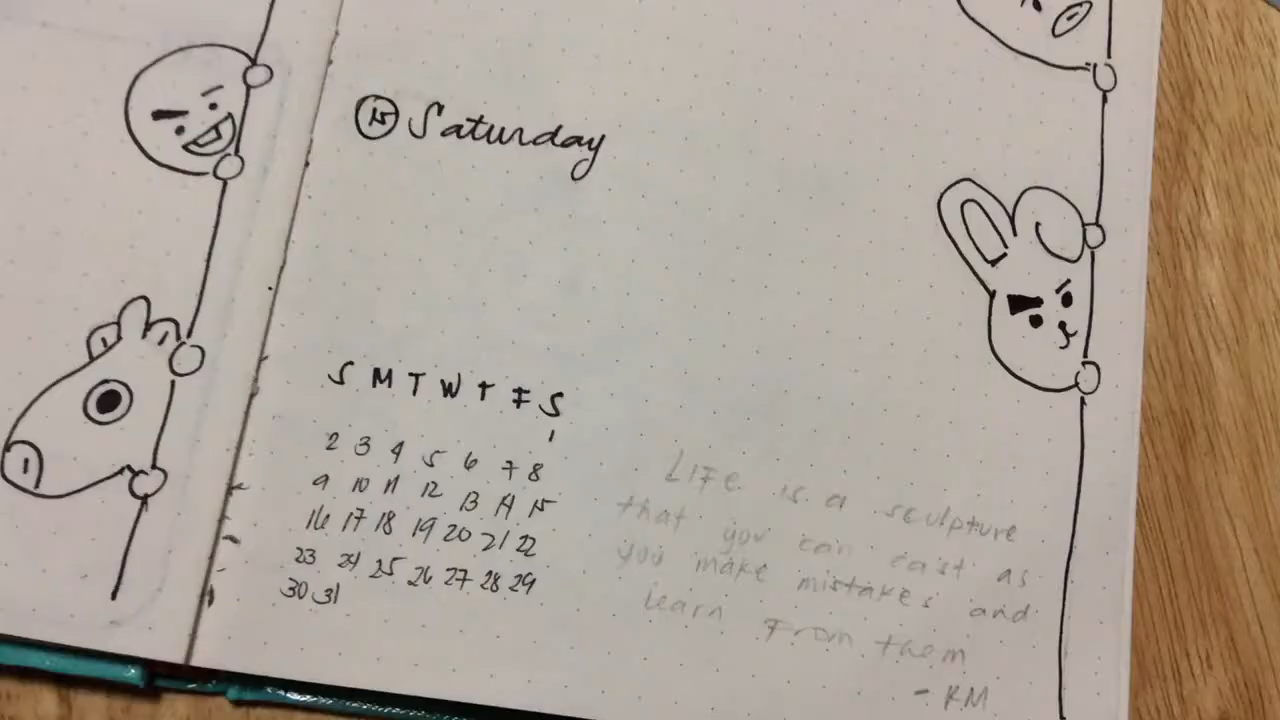 15 Saturday
S M T W T F S
1
2 3 4 5 6 7 8
9 10 11 12 13 14 15
16 17 18 19 20 21 22
23 24 25 26 27 28 29
30 31
Life is a sculpture
that you can cast as
you make mistakes and
learn from them
- RM